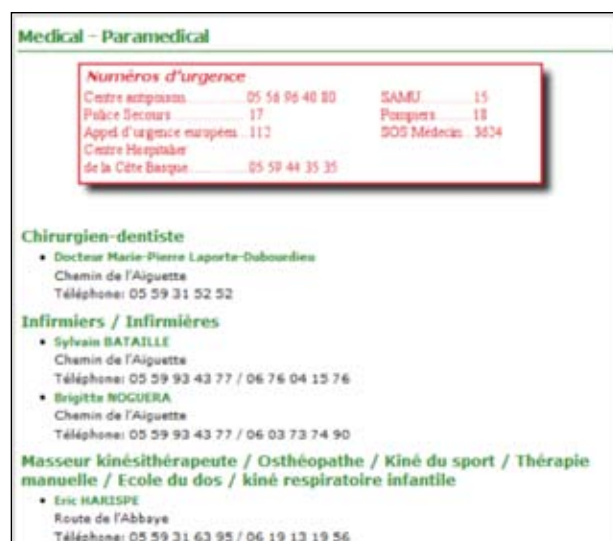 Medical - Paramedical
Numéros d'urgence
Centre antipoison 05 56 96 40 80 SAMU 15
Police Secours 17 Pompiers 18
Appel d'urgence européen 112 SOS Médecin 3624
Centre Hospitalier
de la Côte Basque 05 59 44 35 35
Chirurgien-dentiste
• Docteur Marie-Pierre Laporte-Dubourdieu
Chemin de l'Aiguette
Téléphone: 05 59 31 52 52
Infirmiers / Infirmières
• Sylvain BATAILLE
Chemin de l'Aiguette
Téléphone: 05 59 93 43 77 / 06 76 04 15 76
• Brigitte NOGUERA
Chemin de l'Aiguette
Téléphone: 05 59 93 43 77 / 06 03 73 74 90
Masseur kinésithérapeute / Osthéopathe / Kiné du sport / Thérapie
manuelle / Ecole du dos / kiné respiratoire infantile
• Eric HARISPE
Route de l'Abbaye
Téléphone: 05 59 31 63 95 / 06 19 13 19 56